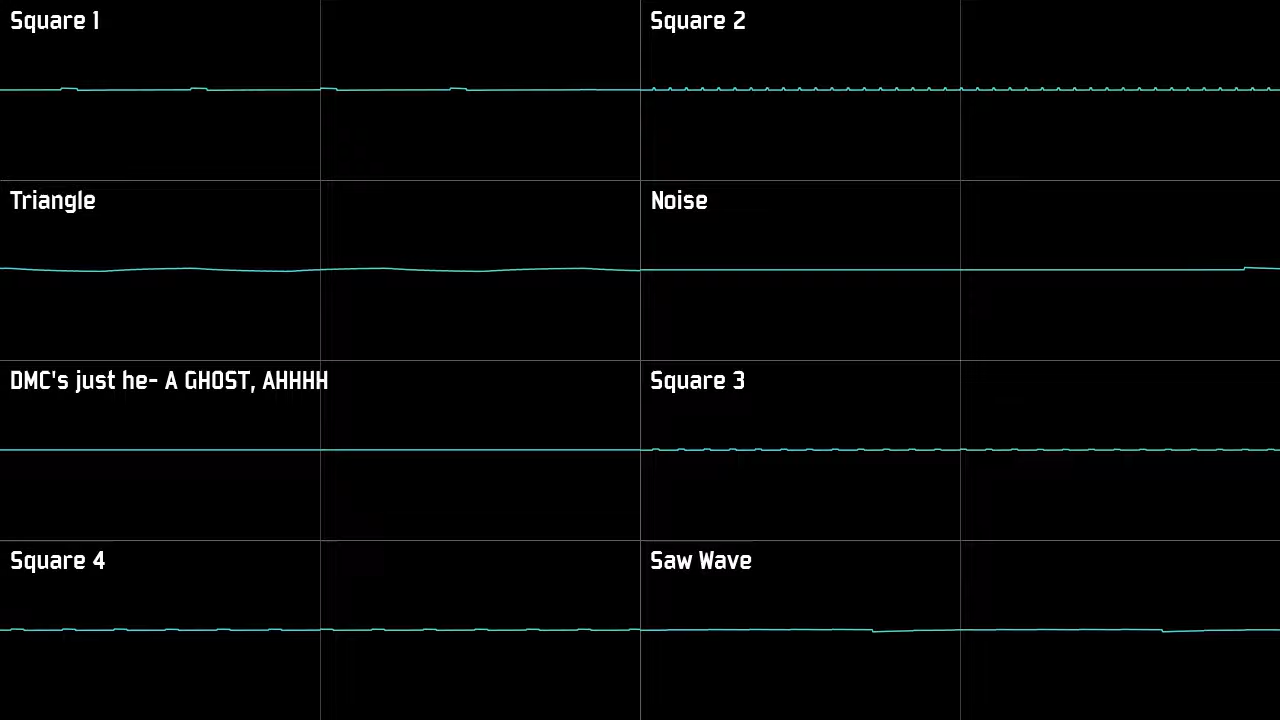 Square 1
Square 2
Triangle
Noise
DMC's just he- A GHOST, AHHHH
Square 3
Square 4
Saw Wave